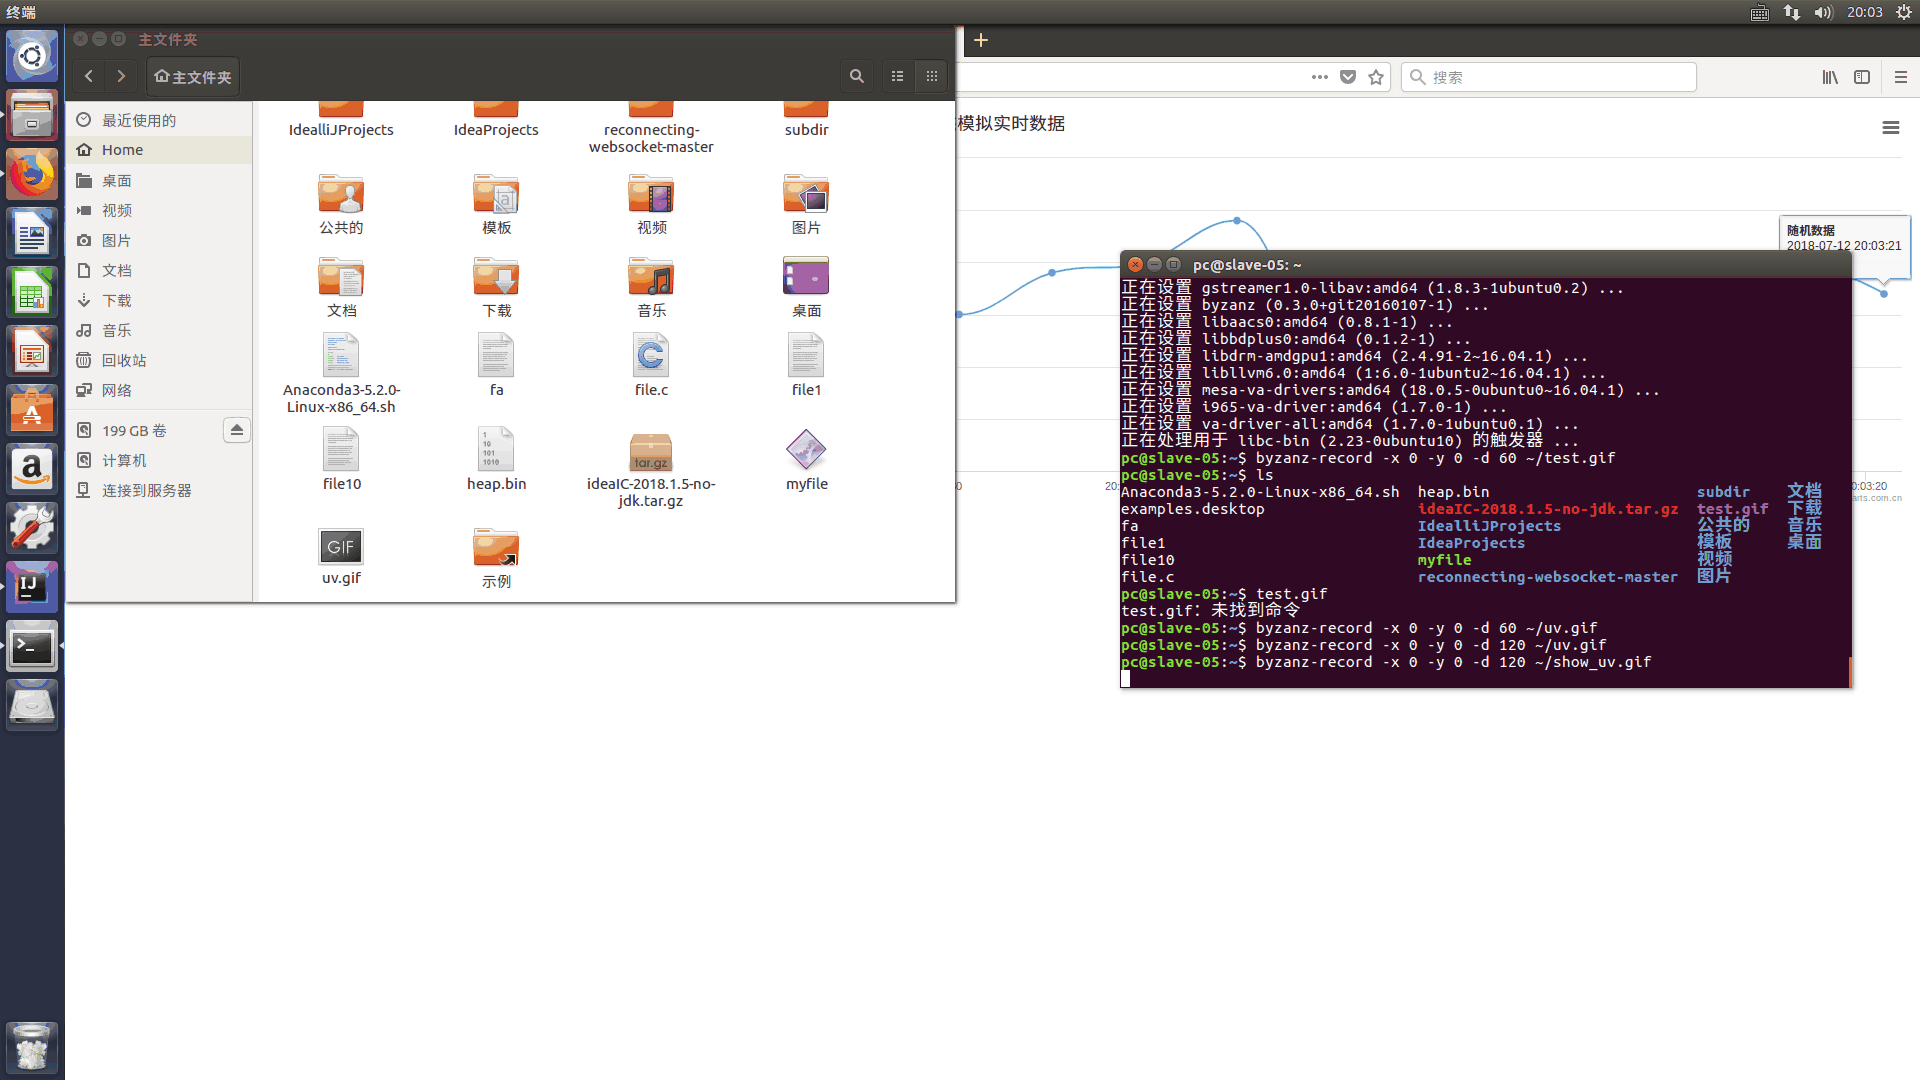 终端
20:03
主文件夹
主文件夹
搜索
最近使用的
Home
桌面
视频
图片
文档
下载
音乐
回收站
网络
199 GB 卷
计算机
连接到服务器
IdealliJProjects
IdeaProjects
reconnecting-
websocket-master
subdir
公共的
模板
视频
图片
文档
下载
音乐
桌面
Anaconda3-5.2.0-
Linux-x86_64.sh
fa
file.c
file1
file10
heap.bin
ideaIC-2018.1.5-no-
jdk.tar.gz
myfile
GIF
uv.gif
示例
模拟实时数据
随机数据
2018-07-12 20:03:21
pc@slave-05: ~
正在设置 gstreamer1.0-libav:amd64 (1.8.3-1ubuntu0.2) ...
正在设置 byzanz (0.3.0+git20160107-1) ...
正在设置 libaacs0:amd64 (0.8.1-1) ...
正在设置 libbdplus0:amd64 (0.1.2-1) ...
正在设置 libdrm-amdgpu1:amd64 (2.4.91-2~16.04.1) ...
正在设置 libllvm6.0:amd64 (1:6.0-1ubuntu2~16.04.1) ...
正在设置 mesa-va-drivers:amd64 (18.0.5-0ubuntu0~16.04.1) ...
正在设置 i965-va-driver:amd64 (1.7.0-1) ...
正在设置 va-driver-all:amd64 (1.7.0-1ubuntu0.1) ...
正在处理用于 libc-bin (2.23-0ubuntu10) 的触发器 ...
pc@slave-05:~$ byzanz-record -x 0 -y 0 -d 60 ~/test.gif
pc@slave-05:~$ ls
Anaconda3-5.2.0-Linux-x86_64.sh heap.bin subdir 文档
examples.desktop ideaIC-2018.1.5-no-jdk.tar.gz test.gif 下载
fa IdealliJProjects 公共的 音乐
file1 IdeaProjects 模板 桌面
file10 myfile 视频
file.c reconnecting-websocket-master 图片
pc@slave-05:~$ test.gif
test.gif：未找到命令
pc@slave-05:~$ byzanz-record -x 0 -y 0 -d 60 ~/uv.gif
pc@slave-05:~$ byzanz-record -x 0 -y 0 -d 120 ~/uv.gif
pc@slave-05:~$ byzanz-record -x 0 -y 0 -d 120 ~/show_uv.gif
0:03:20
arts.com.cn